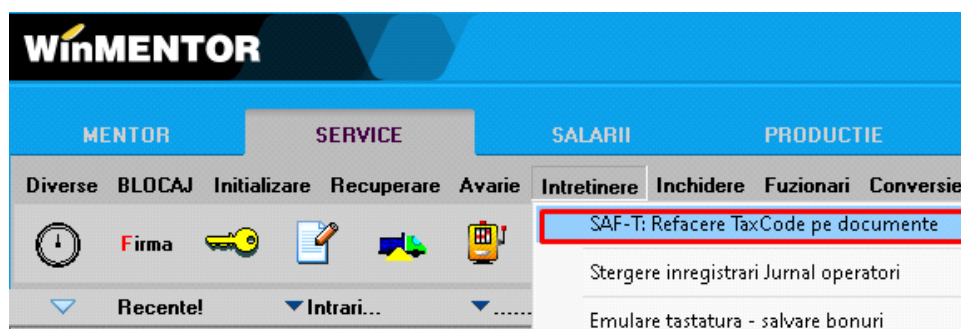 WinMENTOR
MENTOR SERVICE SALARII PRODUCTIE
Diverse BLOCAJ Initializare Recuperare Avarie Intretinere Inchidere Fuzionari Conversie
Firma
SAF-T: Refacere TaxCode pe documente
Stergere inregistrari Jurnal operatori
Recente! Intrari... ......
Emulare tastatura - salvare bonuri